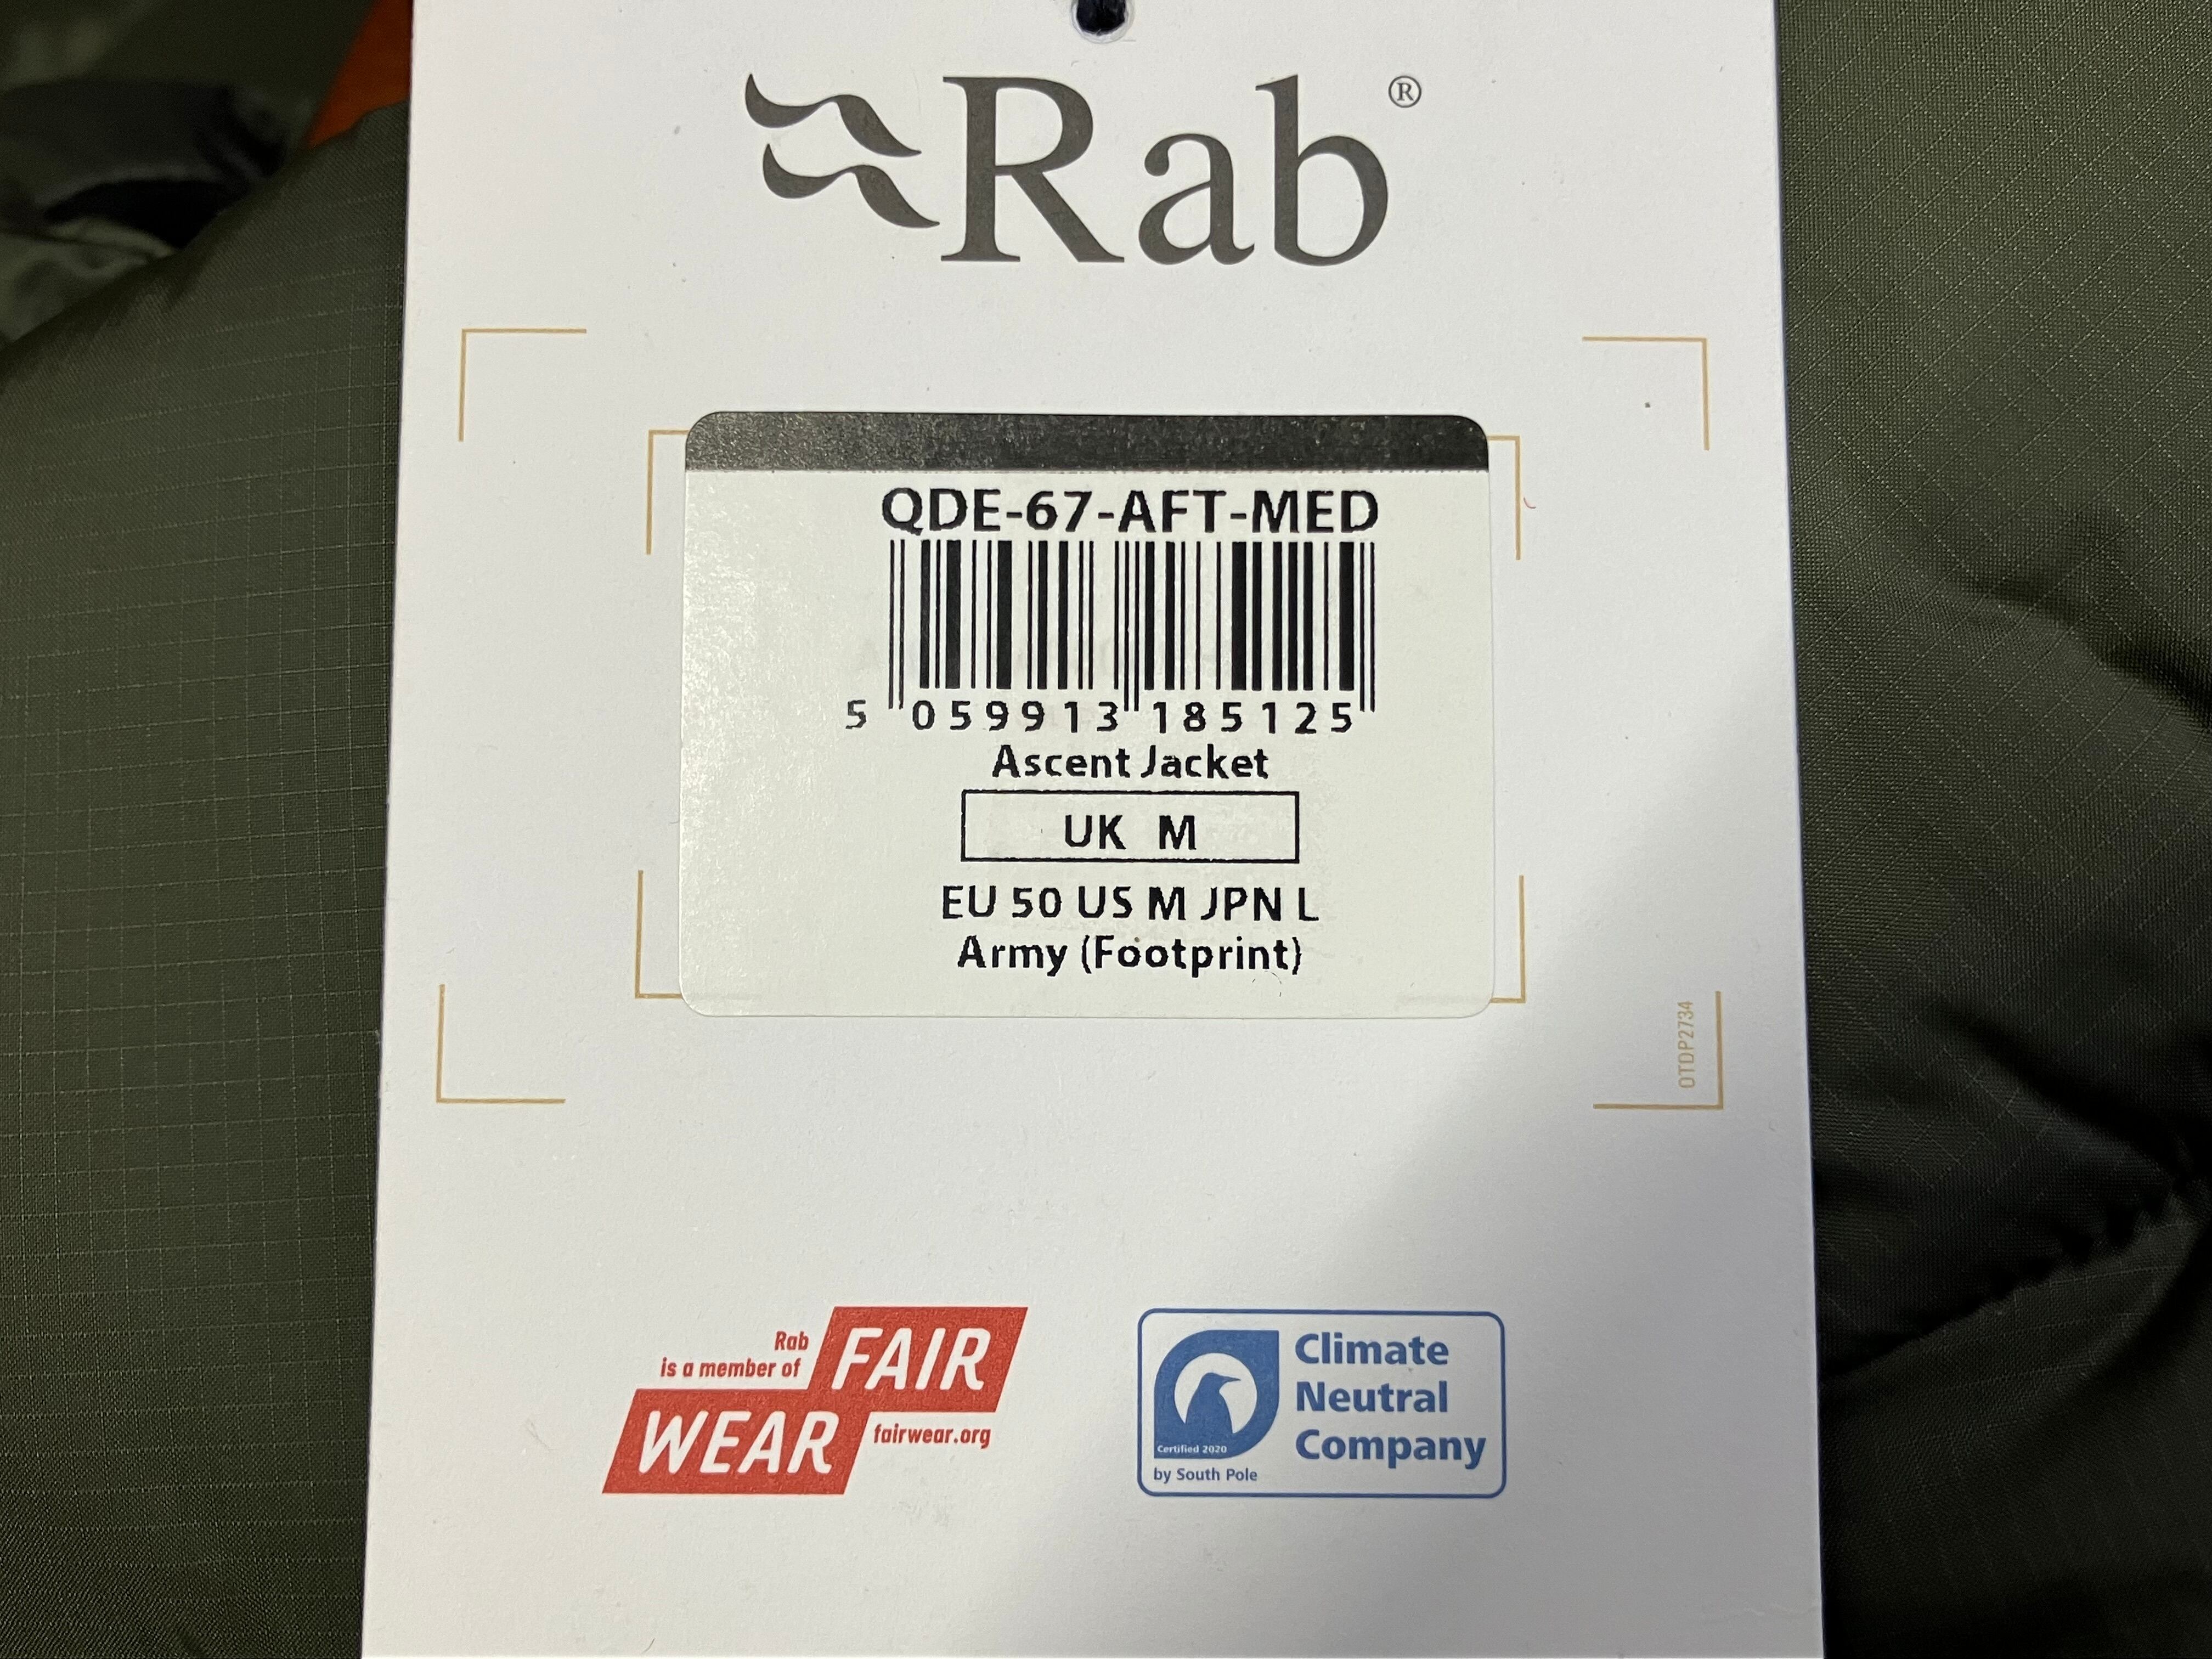 Rab®
QDE-67-AFT-MED
5 059913 185125
Ascent Jacket
UK M
EU 50 US M JPN L
Army (Footprint)
OTDP2734
Rab
is a member of
FAIR
WEAR
fairwear.org
Climate
Neutral
Company
Certified 2020
by South Pole